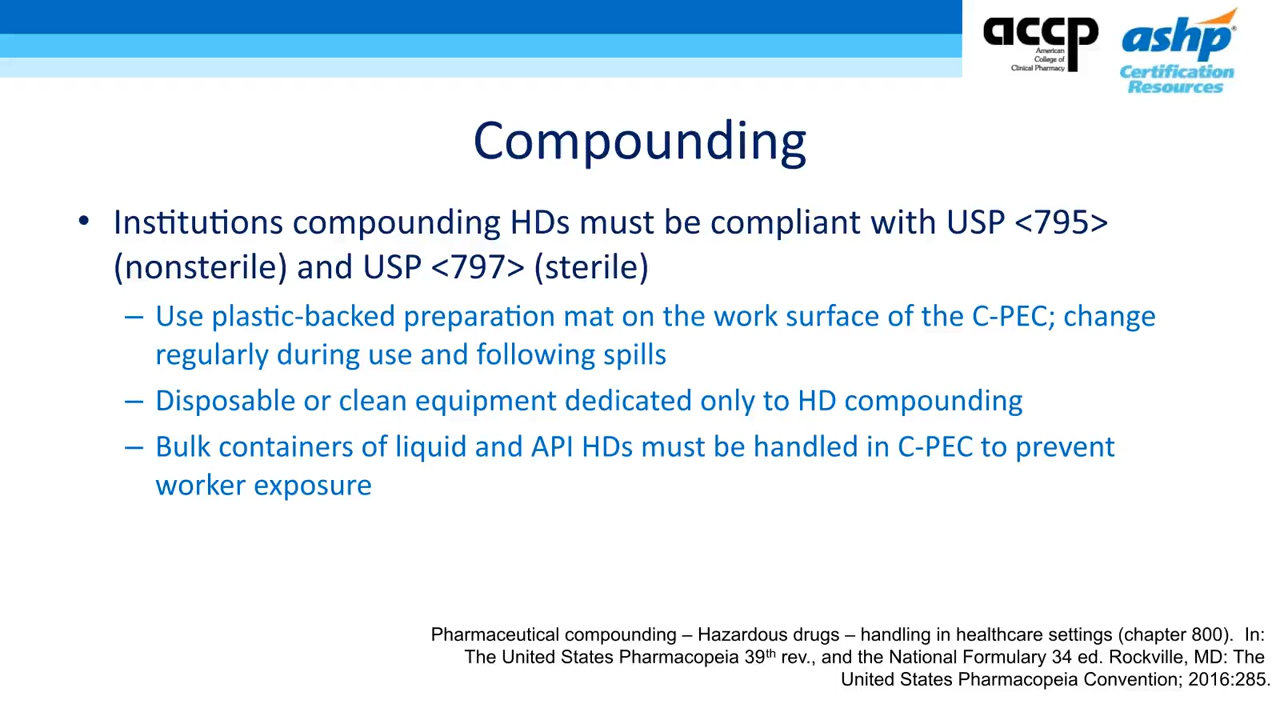 accp
American
College of
Clinical Pharmacy
ashp®
Certification
Resources
Compounding
• Institutions compounding HDs must be compliant with USP <795>
(nonsterile) and USP <797> (sterile)
– Use plastic-backed preparation mat on the work surface of the C-PEC; change
regularly during use and following spills
– Disposable or clean equipment dedicated only to HD compounding
– Bulk containers of liquid and API HDs must be handled in C-PEC to prevent
worker exposure
Pharmaceutical compounding – Hazardous drugs – handling in healthcare settings (chapter 800). In:
The United States Pharmacopeia 39th rev., and the National Formulary 34 ed. Rockville, MD: The
United States Pharmacopeia Convention; 2016:285.